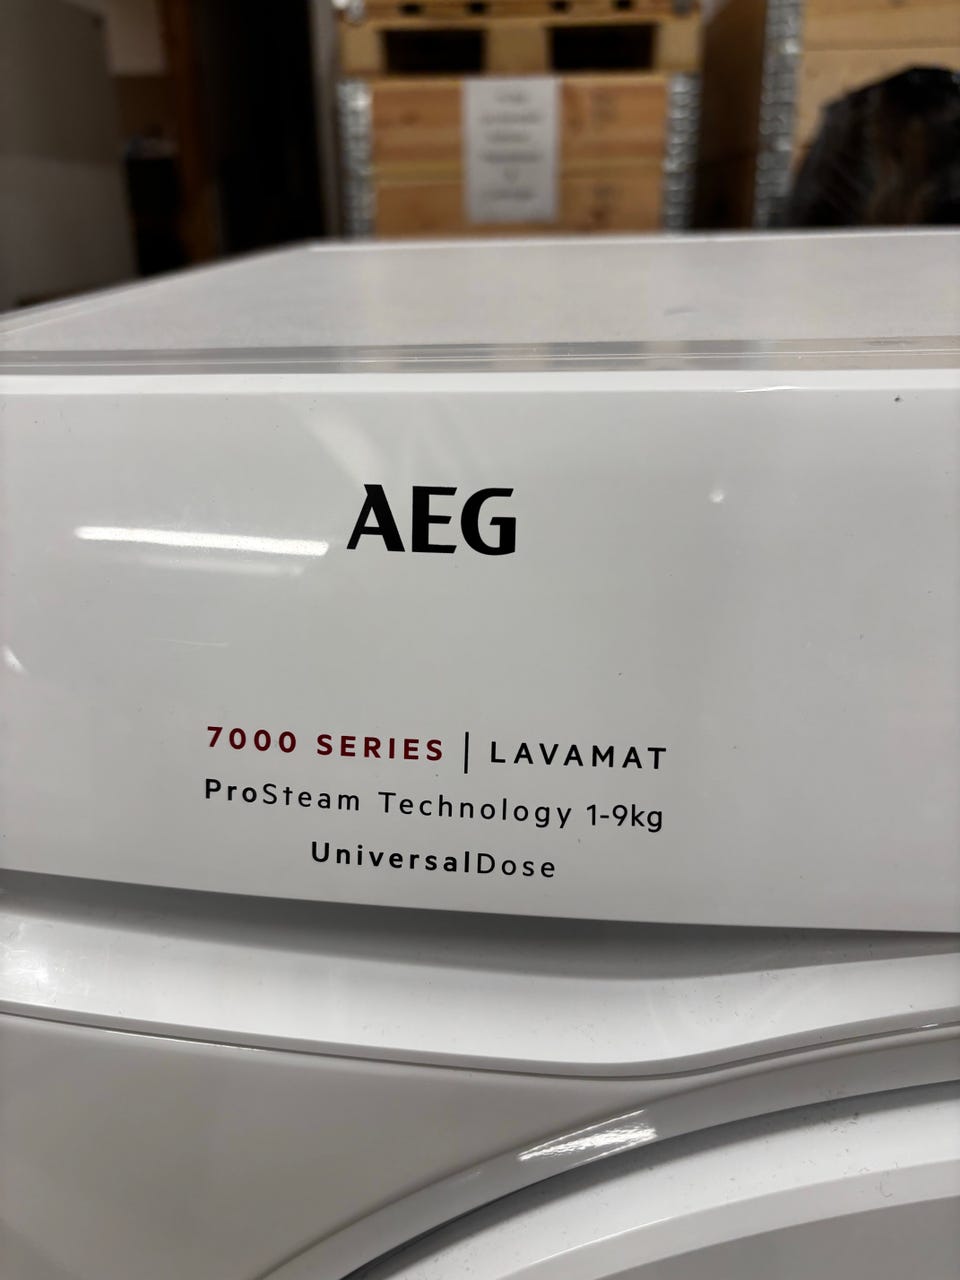 AEG
7000 SERIES | LAVAMAT
ProSteam Technology 1-9kg
UniversalDose